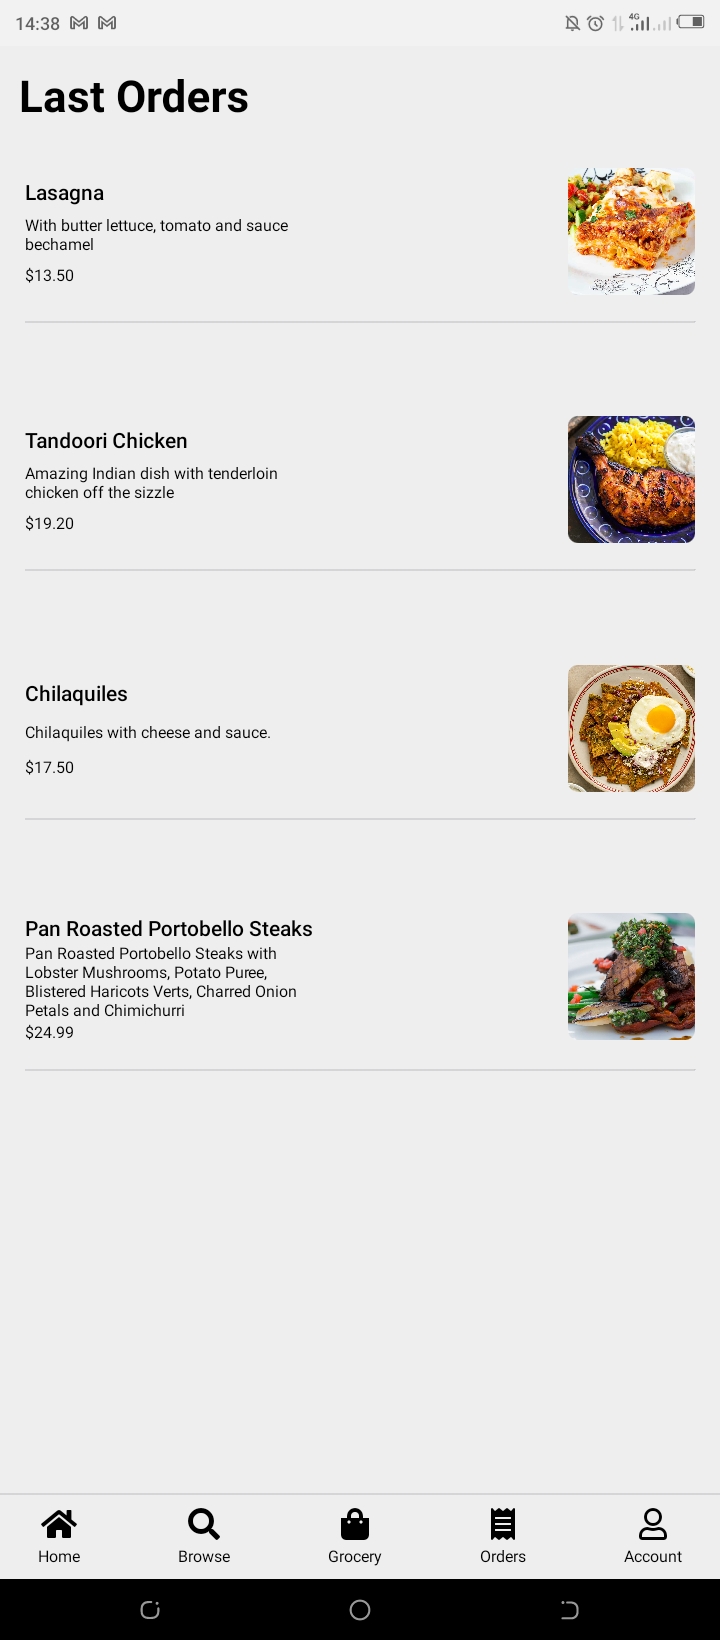 14:38
4G
Last Orders
Lasagna
With butter lettuce, tomato and sauce
bechamel
$13.50
Tandoori Chicken
Amazing Indian dish with tenderloin
chicken off the sizzle
$19.20
Chilaquiles
Chilaquiles with cheese and sauce.
$17.50
Pan Roasted Portobello Steaks
Pan Roasted Portobello Steaks with
Lobster Mushrooms, Potato Puree,
Blistered Haricots Verts, Charred Onion
Petals and Chimichurri
$24.99
Home Browse Grocery Orders Account